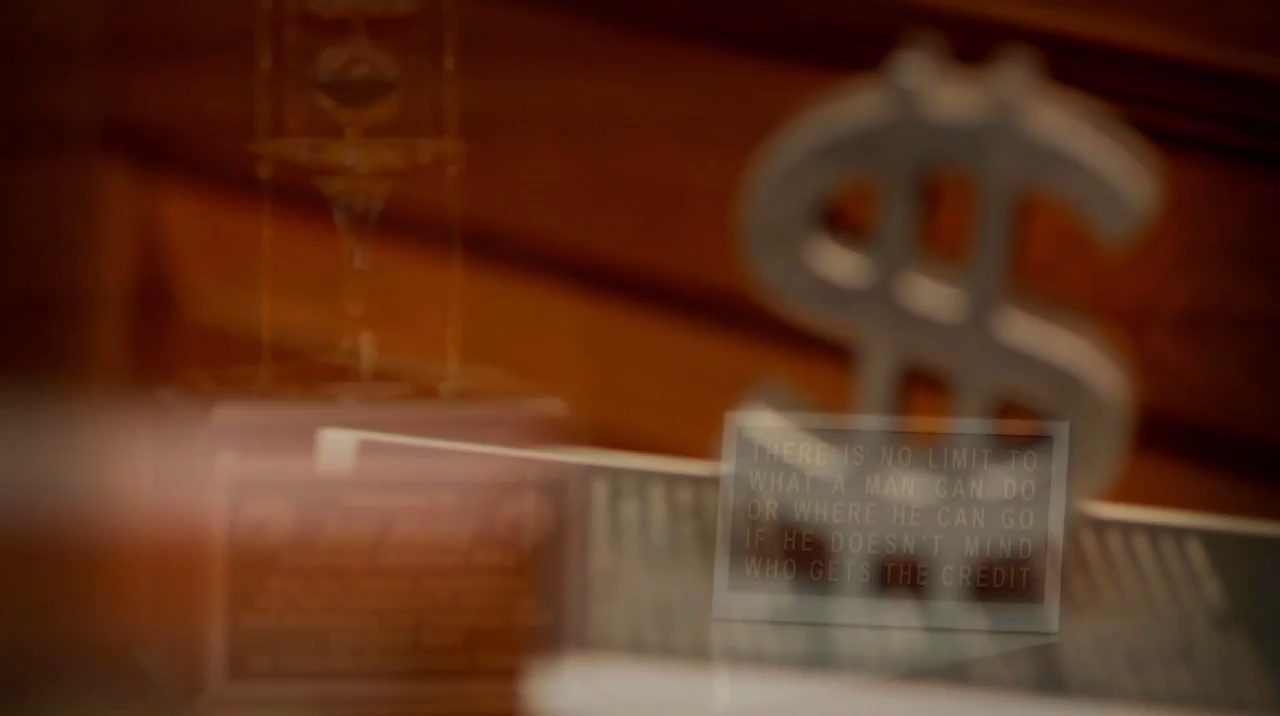 THERE IS NO LIMIT TO
WHAT A MAN CAN DO
OR WHERE HE CAN GO
IF HE DOESN'T MIND
WHO GETS THE CREDIT